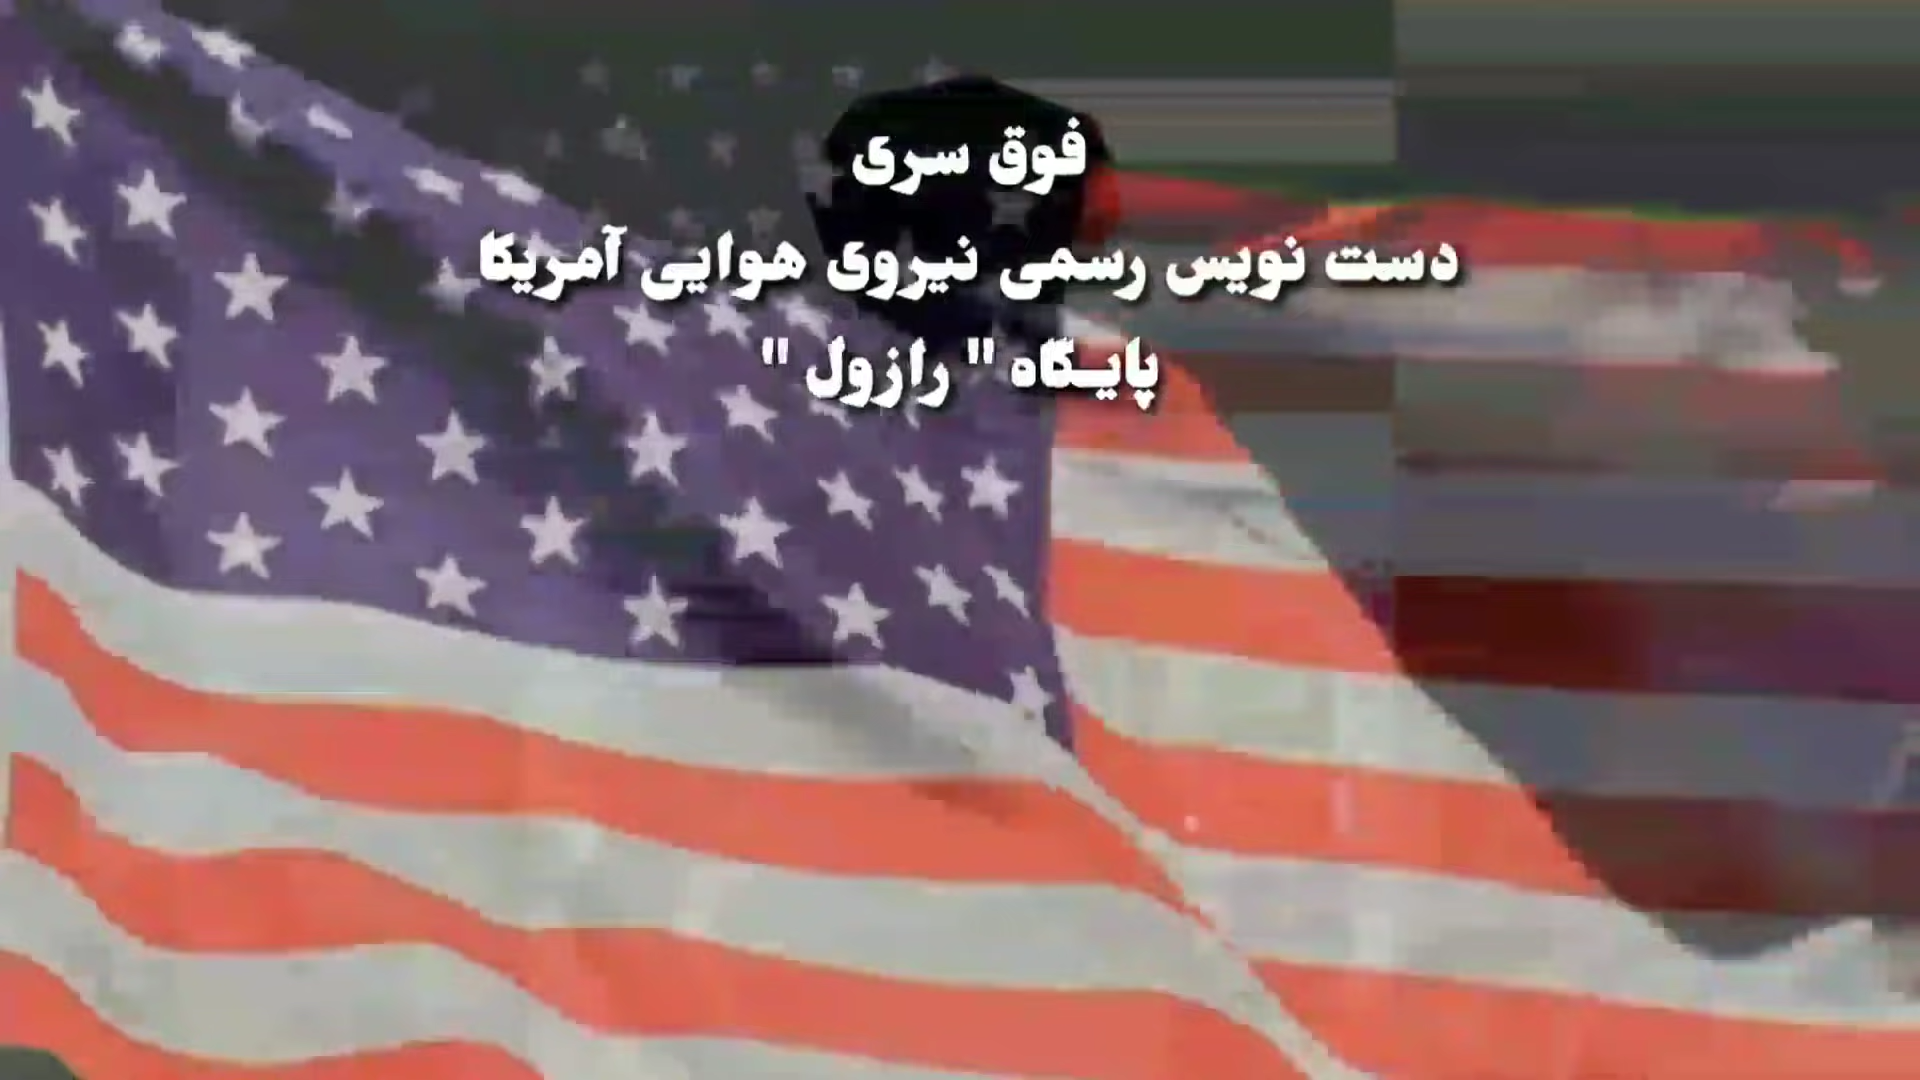 فوق سری
دست نویس رسمی نیروی هوایی آمریکا
پایگاه " رازول "